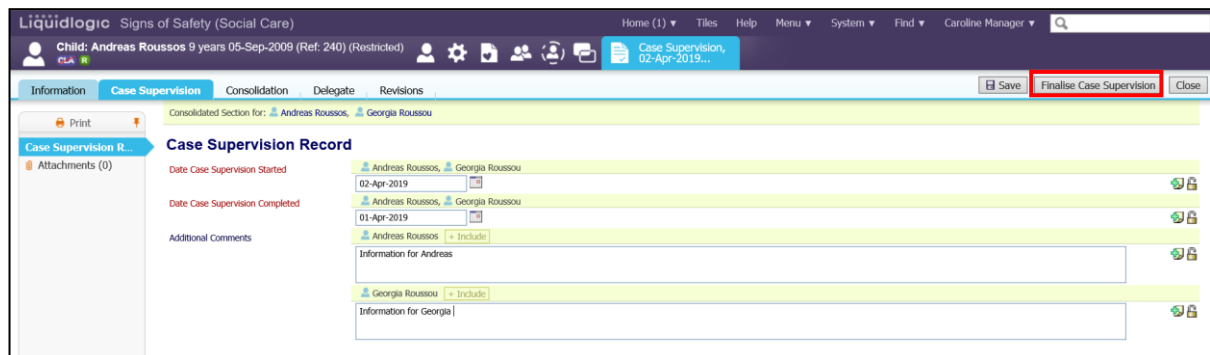 Liquidlogic Signs of Safety (Social Care) Home (1) ▼ Tiles Help Menu ▼ System ▼ Find ▼ Caroline Manager ▼
Child: Andreas Roussos 9 years 05-Sep-2009 (Ref: 240) (Restricted)
CLA R
Case Supervision,
02-Apr-2019...
Information Case Supervision Consolidation Delegate Revisions Save Finalise Case Supervision Close
Print
Case Supervision R...
Attachments (0)
Consolidated Section for: Andreas Roussos, Georgia Roussou
Case Supervision Record
Date Case Supervision Started
Andreas Roussos, Georgia Roussou
02-Apr-2019
Date Case Supervision Completed
Andreas Roussos, Georgia Roussou
01-Apr-2019
Additional Comments
Andreas Roussos + Include
Information for Andreas
Georgia Roussou + Include
Information for Georgia